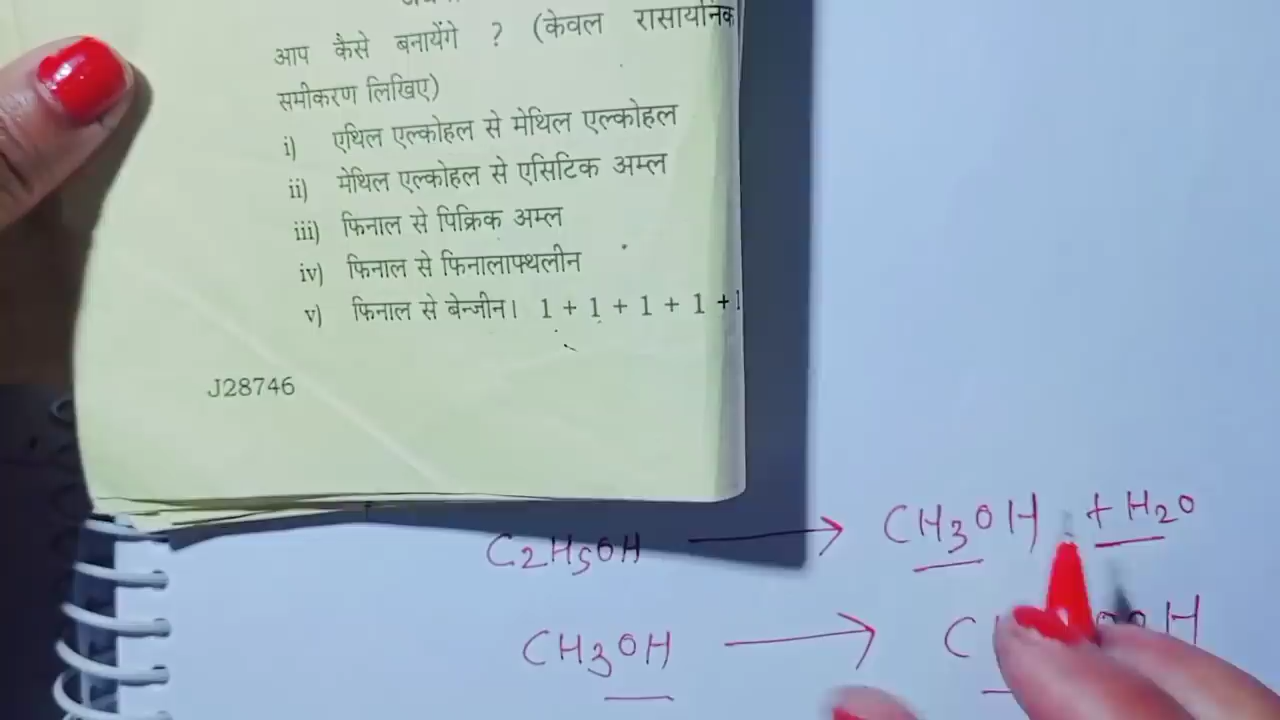 आप कैसे बनायेंगे ? (केवल रासायनिक
समीकरण लिखिए)
i) एथिल एल्कोहल से मेथिल एल्कोहल
ii) मेथिल एल्कोहल से एसिटिक अम्ल
iii) फिनाल से पिक्रिक अम्ल
iv) फिनाल से फिनालाफ्थलीन
v) फिनाल से बेन्जीन। 1 + 1 + 1 + 1 + 1
J28746
C2H5OH → CH3OH + H2O
CH3OH →